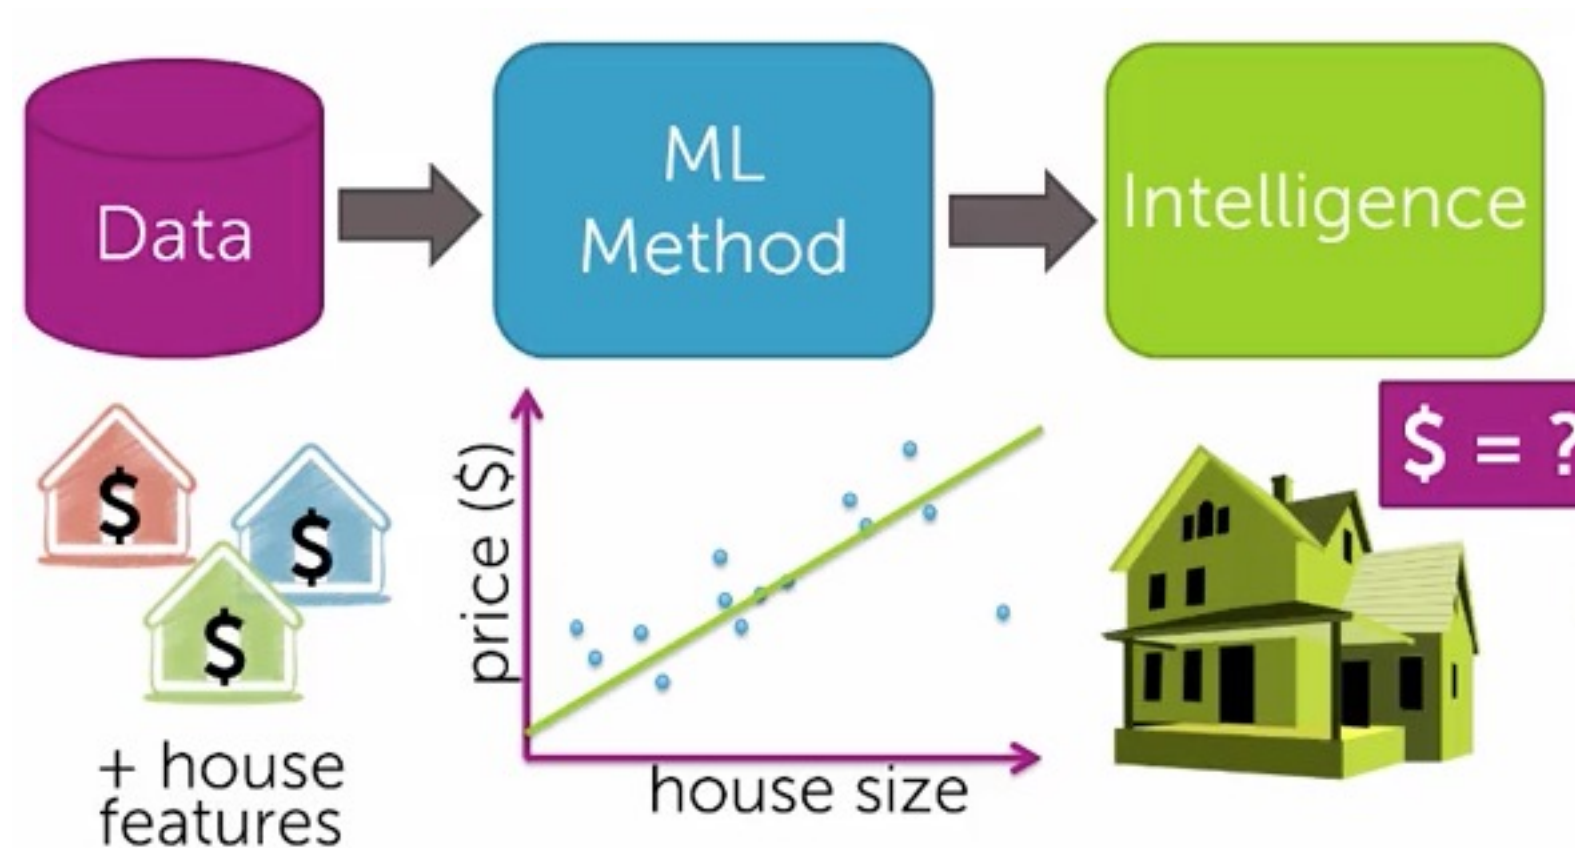 Data
ML
Method
Intelligence
$
$
$
+ house
features
price ($)
house size
$ = ?